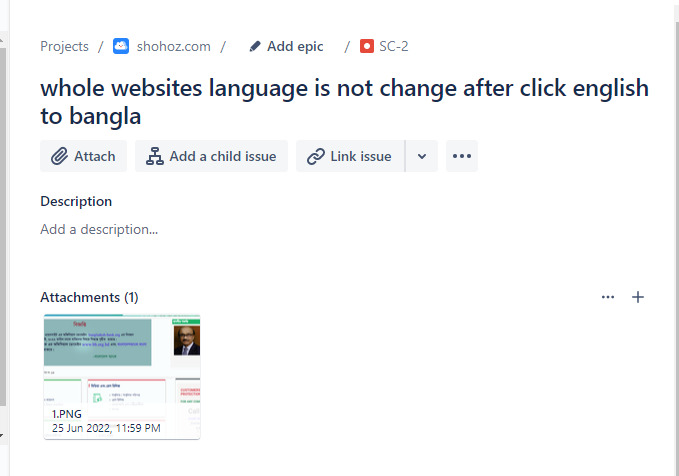 Projects / shohoz.com / Add epic / SC-2
whole websites language is not change after click english
to bangla
Attach Add a child issue Link issue
Description
Add a description...
Attachments (1)
1.PNG
25 Jun 2022, 11:59 PM